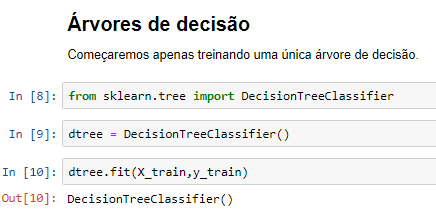 Árvores de decisão
Começaremos apenas treinando uma única árvore de decisão.
In [8]: from sklearn.tree import DecisionTreeClassifier
In [9]: dtree = DecisionTreeClassifier()
In [10]: dtree.fit(X_train,y_train)
Out[10]: DecisionTreeClassifier()